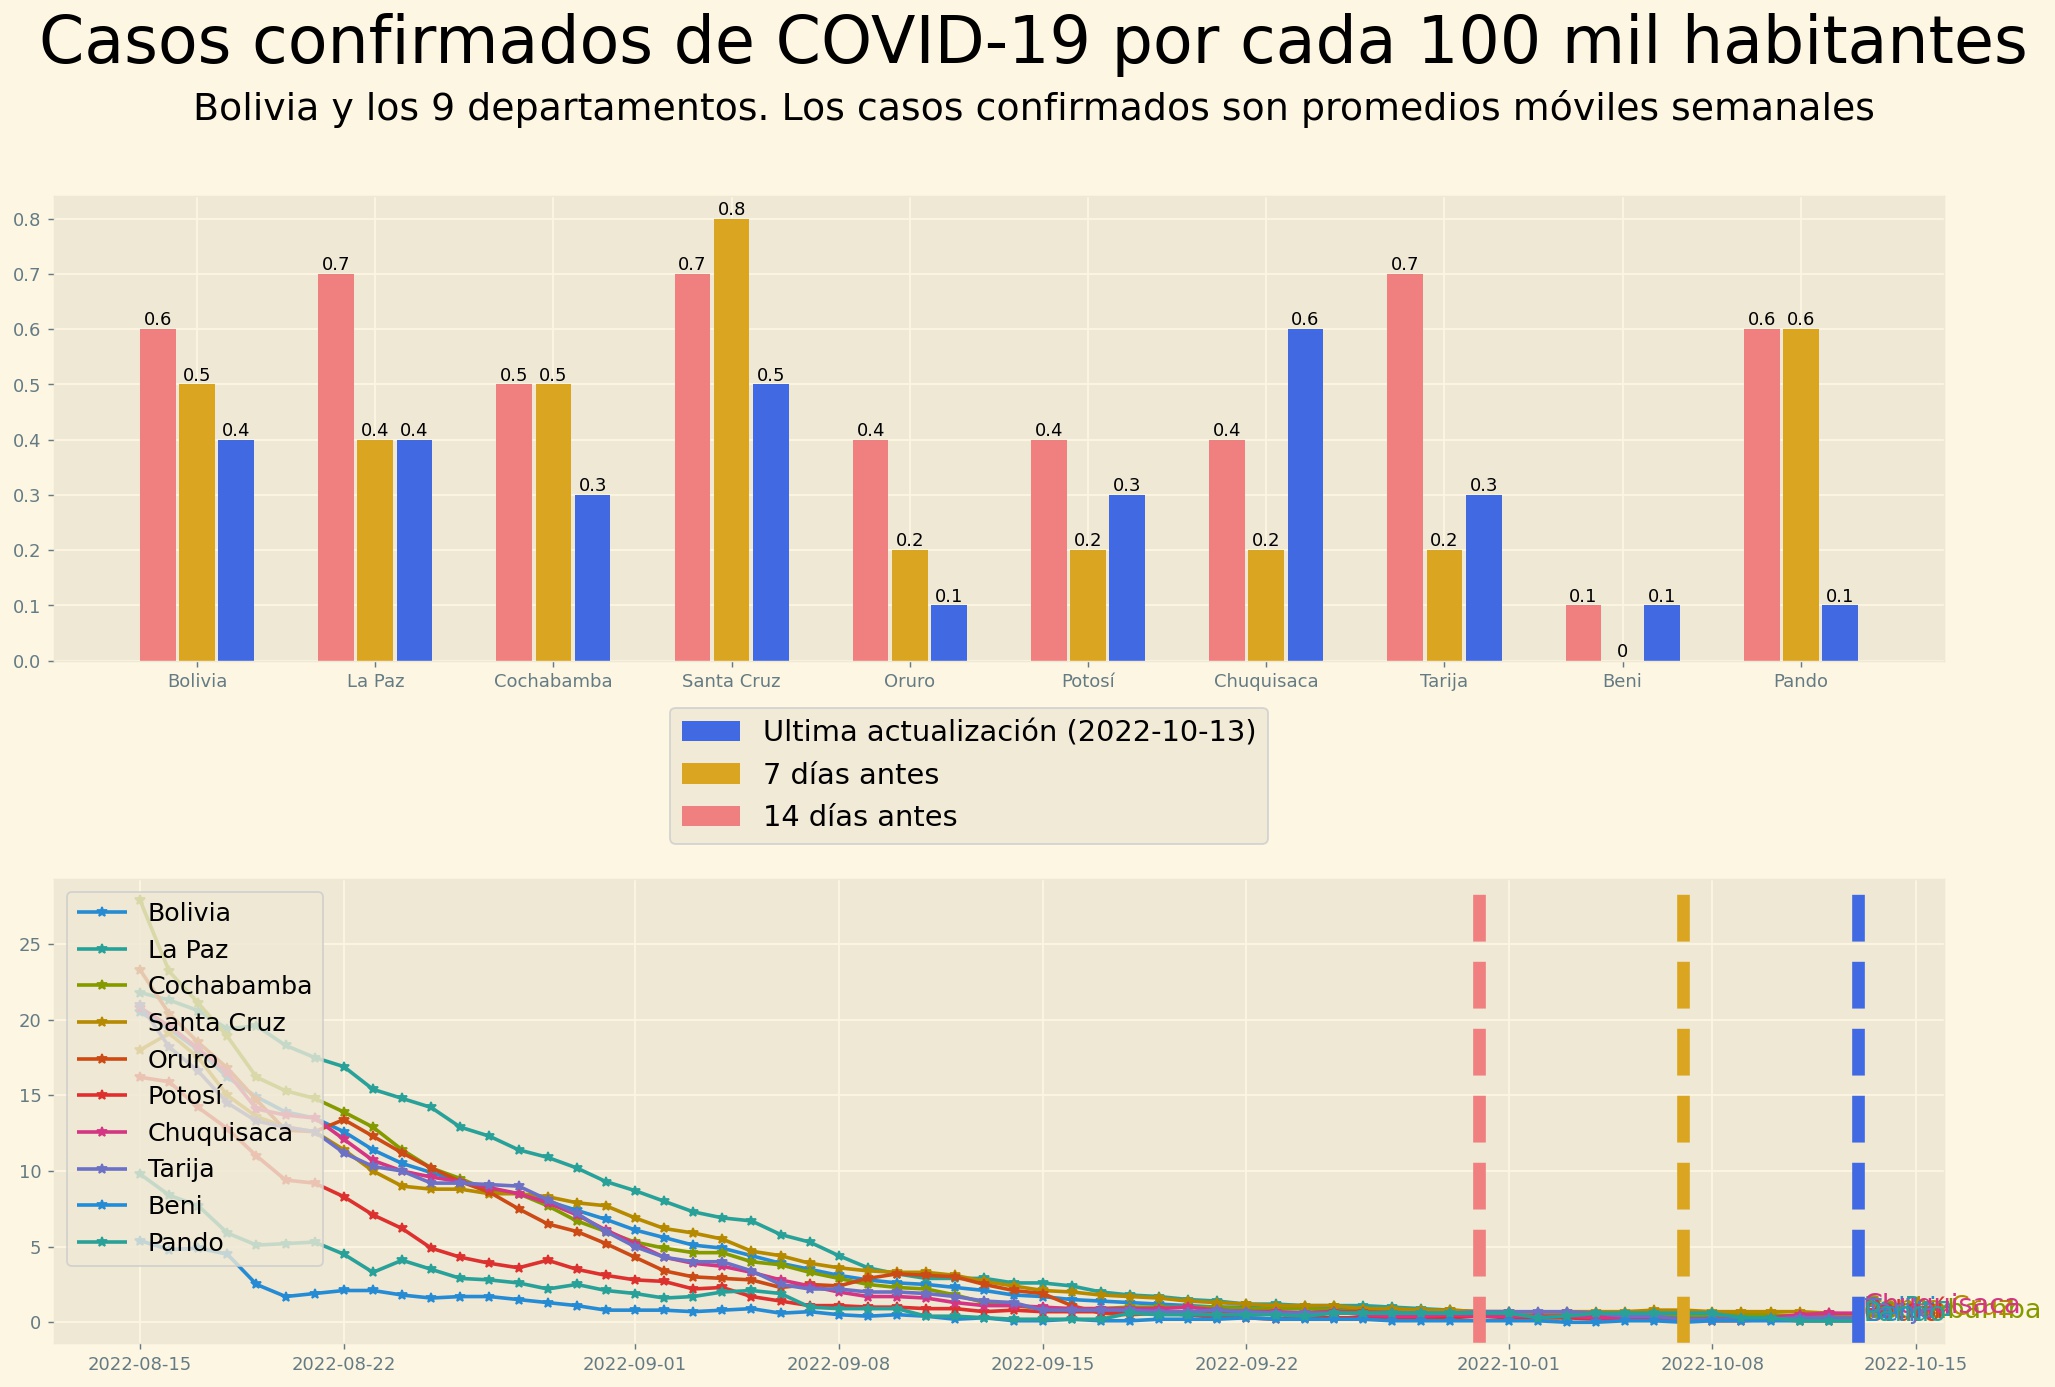 Casos confirmados de COVID-19 por cada 100 mil habitantes
Bolivia y los 9 departamentos. Los casos confirmados son promedios móviles semanales
0.8
0.7
0.6
0.5
0.4
0.3
0.2
0.1
0.0
0.6 0.5 0.4
0.7 0.4 0.4
0.5 0.5 0.3
0.7 0.8 0.5
0.4 0.2 0.1
0.4 0.2 0.3
0.4 0.2 0.6
0.7 0.2 0.3
0.1 0 0.1
0.6 0.6 0.1
Bolivia La Paz Cochabamba Santa Cruz Oruro Potosí Chuquisaca Tarija Beni Pando
Ultima actualización (2022-10-13)
7 días antes
14 días antes
25
20
15
10
5
0
Bolivia
La Paz
Cochabamba
Santa Cruz
Oruro
Potosí
Chuquisaca
Tarija
Beni
Pando
Chuquisaca
2022-08-15 2022-08-22 2022-09-01 2022-09-08 2022-09-15 2022-09-22 2022-10-01 2022-10-08 2022-10-15